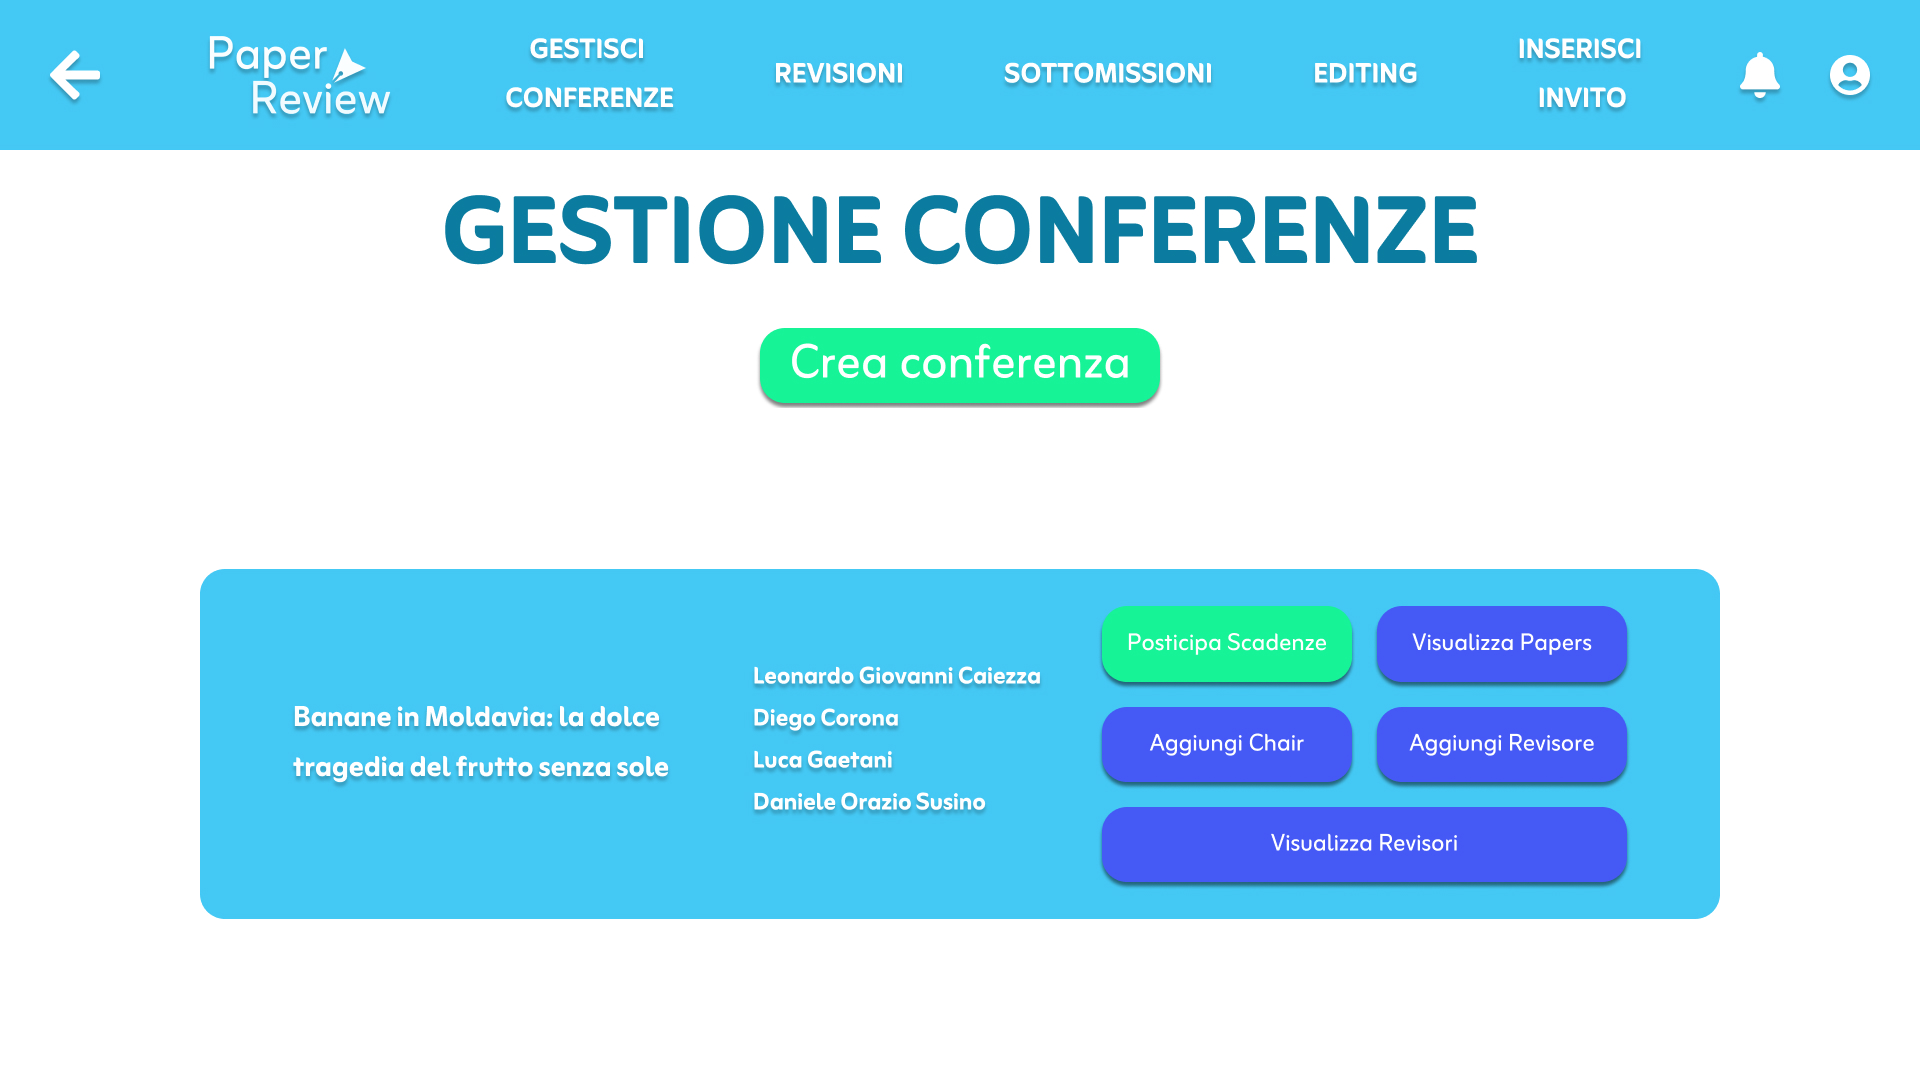 Paper
Review
GESTISCI
CONFERENZE
REVISIONI
SOTTOMISSIONI
EDITING
INSERISCI
INVITO
GESTIONE CONFERENZE
Crea conferenza
Banane in Moldavia: la dolce
tragedia del frutto senza sole
Leonardo Giovanni Caiezza
Diego Corona
Luca Gaetani
Daniele Orazio Susino
Posticipa Scadenze
Visualizza Papers
Aggiungi Chair
Aggiungi Revisore
Visualizza Revisori